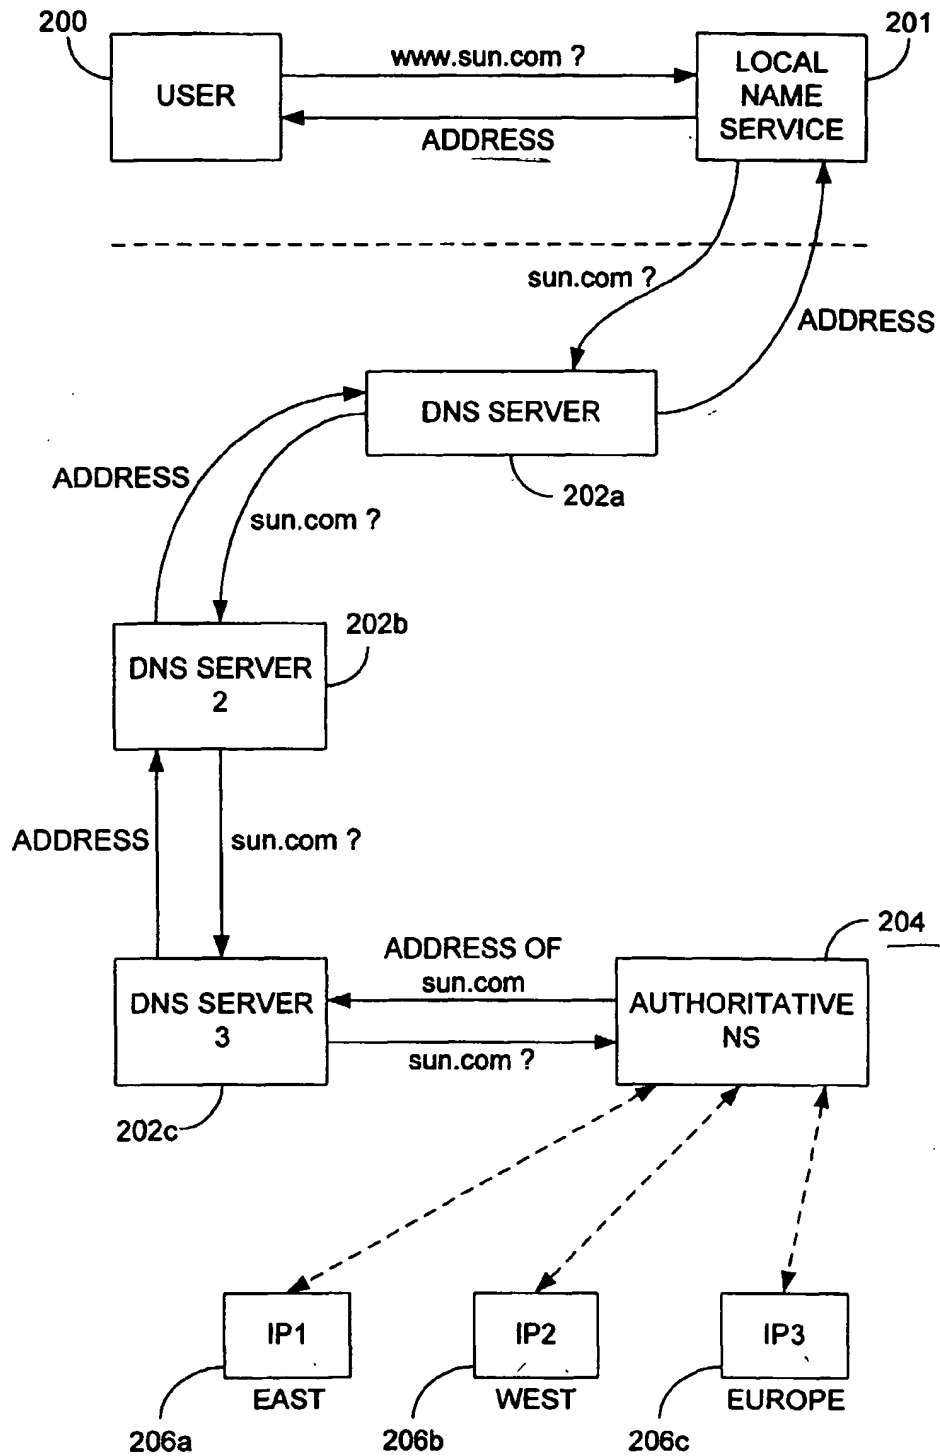 200
201
USER
www.sun.com ?
ADDRESS
LOCAL
NAME
SERVICE
sun.com ?
ADDRESS
DNS SERVER
202a
ADDRESS
sun.com ?
202b
DNS SERVER
2
ADDRESS
sun.com ?
204
DNS SERVER
3
ADDRESS OF
sun.com
sun.com ?
AUTHORITATIVE
NS
202c
IP1
IP2
IP3
EAST
WEST
EUROPE
206a
206b
206c